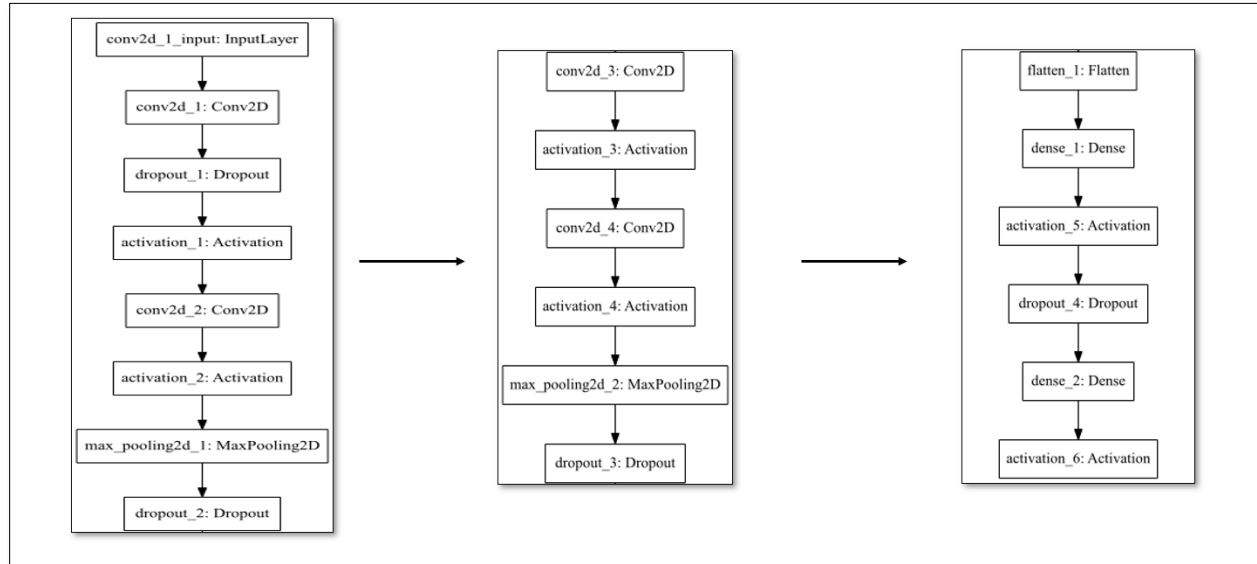 conv2d_1_input: InputLayer
conv2d_1: Conv2D
dropout_1: Dropout
activation_1: Activation
conv2d_2: Conv2D
activation_2: Activation
max_pooling2d_1: MaxPooling2D
dropout_2: Dropout
conv2d_3: Conv2D
activation_3: Activation
conv2d_4: Conv2D
activation_4: Activation
max_pooling2d_2: MaxPooling2D
dropout_3: Dropout
flatten_1: Flatten
dense_1: Dense
activation_5: Activation
dropout_4: Dropout
dense_2: Dense
activation_6: Activation